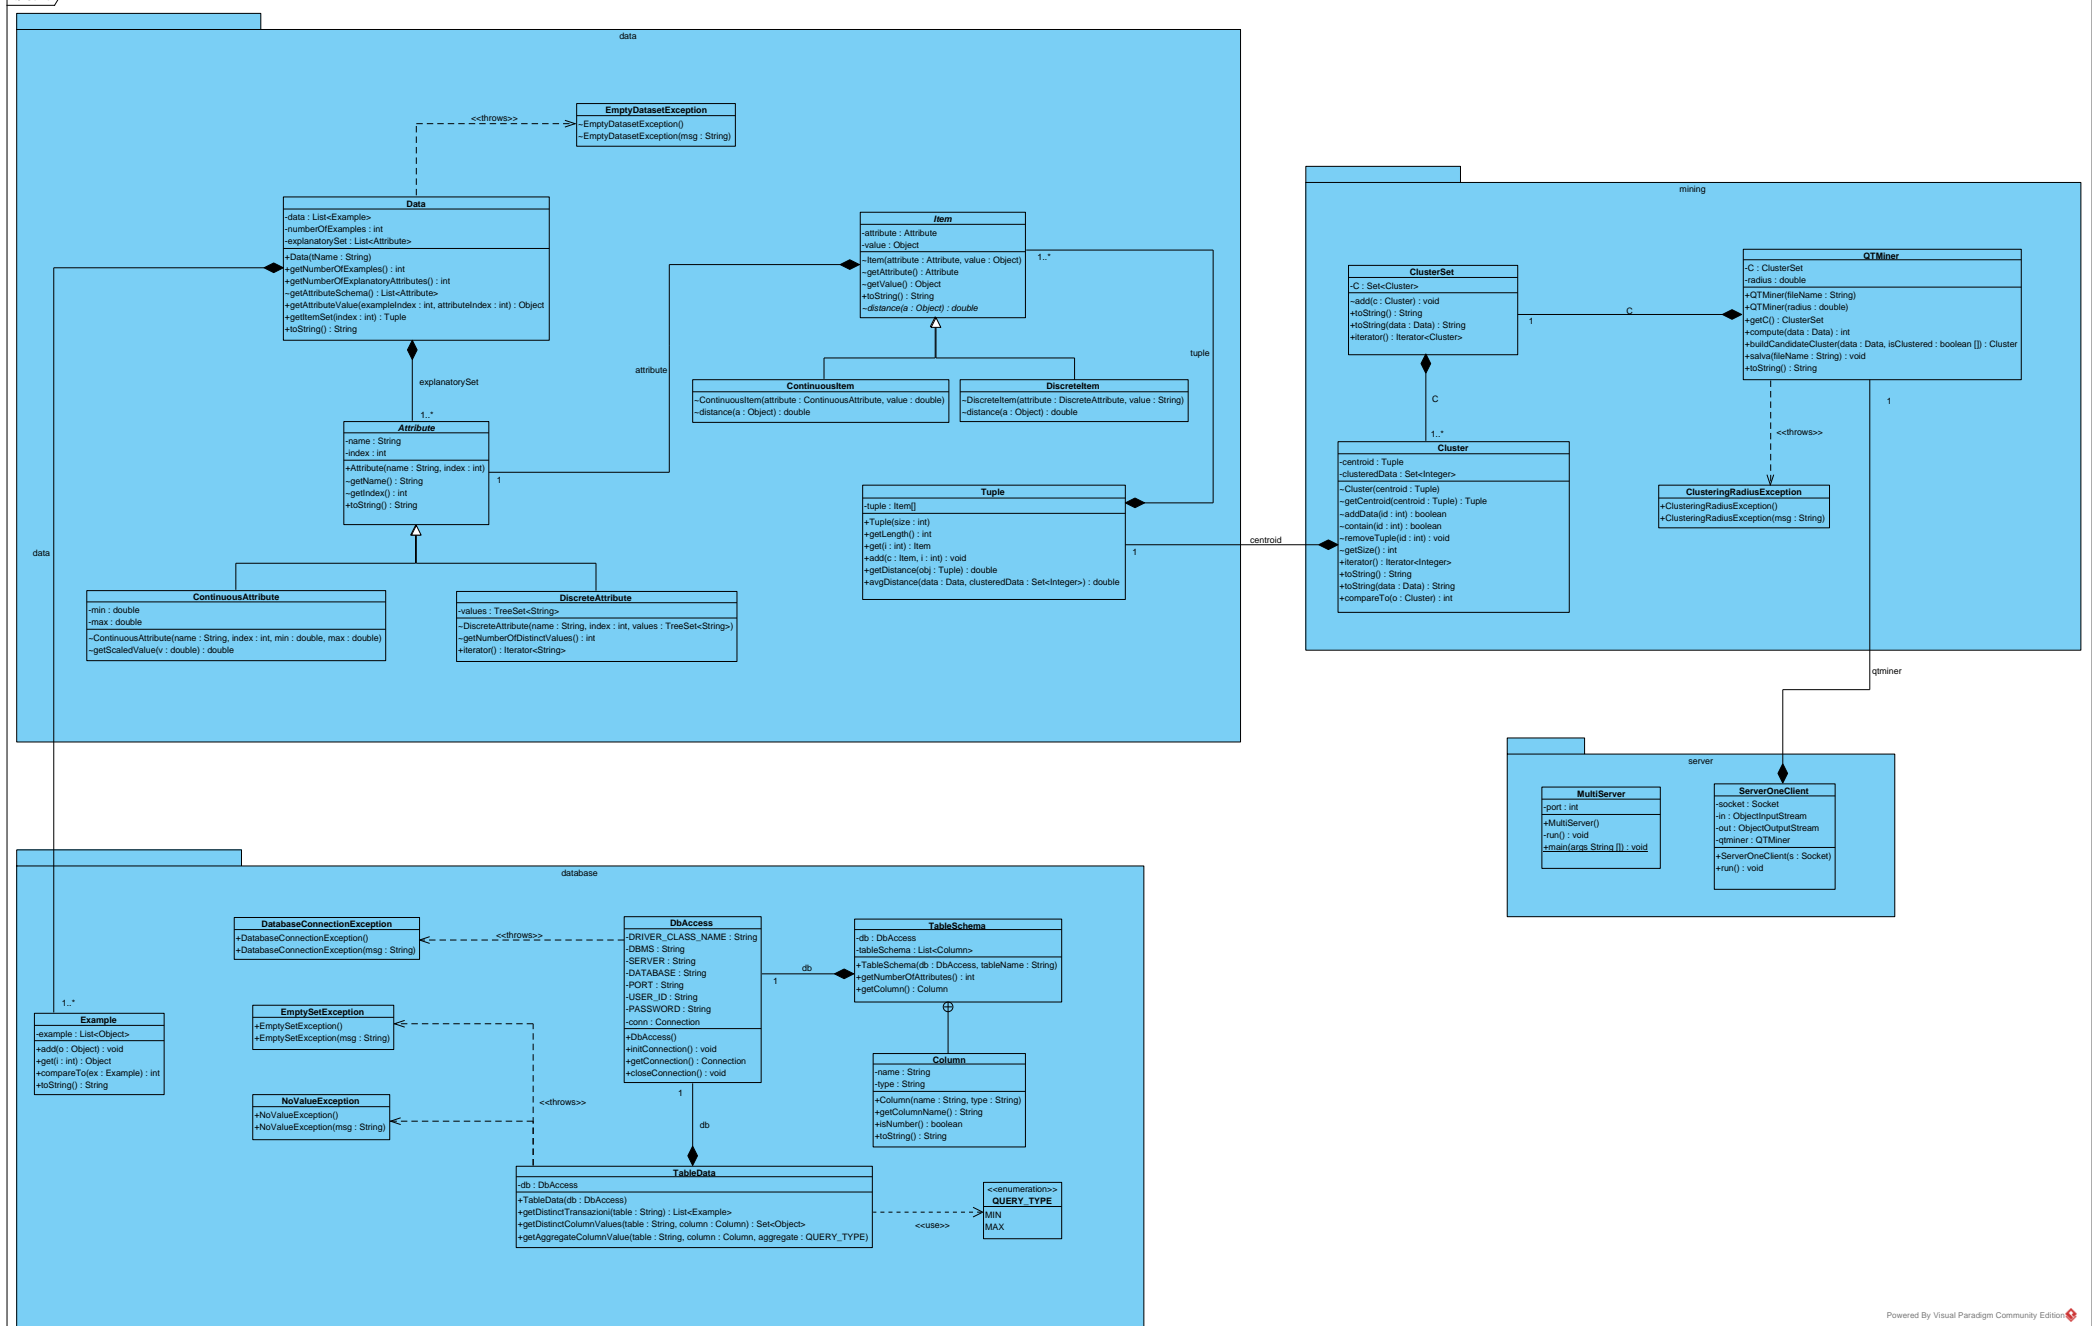 data
EmptyDatasetException
~EmptyDatasetException()
~EmptyDatasetException(msg : String)
<<throws>>
Data
-data : List<Example>
-numberOfExamples : int
-explanatorySet : List<Attribute>
+Data(tName : String)
+getNumberOfExamples() : int
+getNumberOfExplanatoryAttributes() : int
~getAttributeSchema() : List<Attribute>
+getAttributeValue(exampleIndex : int, attributeIndex : int) : Object
+getItemSet(index : int) : Tuple
+toString() : String
explanatorySet
1..*
Attribute
-name : String
-index : int
+Attribute(name : String, index : int)
~getName() : String
~getIndex() : int
+toString() : String
1
attribute
Item
-attribute : Attribute
-value : Object
~Item(attribute : Attribute, value : Object)
~getAttribute() : Attribute
~getValue() : Object
+toString() : String
~distance(a : Object) : double
1..*
tuple
ContinuousItem
~ContinuousItem(attribute : ContinuousAttribute, value : double)
~distance(a : Object) : double
DiscreteItem
~DiscreteItem(attribute : DiscreteAttribute, value : String)
~distance(a : Object) : double
Tuple
-tuple : Item[]
+Tuple(size : int)
+getLength() : int
+get(i : int) : Item
+add(c : Item, i : int) : void
+getDistance(obj : Tuple) : double
+avgDistance(data : Data, clusteredData : Set<Integer>) : double
1
centroid
ContinuousAttribute
-min : double
-max : double
~ContinuousAttribute(name : String, index : int, min : double, max : double)
~getScaledValue(v : double) : double
DiscreteAttribute
-values : TreeSet<String>
~DiscreteAttribute(name : String, index : int, values : TreeSet<String>)
~getNumberOfDistinctValues() : int
+iterator() : Iterator<String>
data
mining
ClusterSet
-C : Set<Cluster>
~add(c : Cluster) : void
+toString() : String
+toString(data : Data) : String
+iterator() : Iterator<Cluster>
1
C
QTMiner
-C : ClusterSet
-radius : double
+QTMiner(fileName : String)
+QTMiner(radius : double)
+getC() : ClusterSet
+compute(data : Data) : int
+buildCandidateCluster(data : Data, isClustered : boolean []) : Cluster
+salva(fileName : String) : void
+toString() : String
1
<<throws>>
C
1..*
Cluster
-centroid : Tuple
-clusteredData : Set<Integer>
~Cluster(centroid : Tuple)
~getCentroid(centroid : Tuple) : Tuple
~addData(id : int) : boolean
~contain(id : int) : boolean
~removeTuple(id : int) : void
~getSize() : int
+iterator() : Iterator<Integer>
+toString() : String
+toString(data : Data) : String
+compareTo(o : Cluster) : int
ClusteringRadiusException
+ClusteringRadiusException()
+ClusteringRadiusException(msg : String)
qtminer
server
MultiServer
-port : int
+MultiServer()
-run() : void
+main(args String []) : void
ServerOneClient
-socket : Socket
-in : ObjectInputStream
-out : ObjectOutputStream
-qtminer : QTMiner
+ServerOneClient(s : Socket)
+run() : void
database
DatabaseConnectionException
+DatabaseConnectionException()
+DatabaseConnectionException(msg : String)
<<throws>>
DbAccess
-DRIVER_CLASS_NAME : String
-DBMS : String
-SERVER : String
-DATABASE : String
-PORT : String
-USER_ID : String
-PASSWORD : String
-conn : Connection
+DbAccess()
+initConnection() : void
+getConnection() : Connection
+closeConnection() : void
1
db
TableSchema
-db : DbAccess
-tableSchema : List<Column>
+TableSchema(db : DbAccess, tableName : String)
+getNumberOfAttributes() : int
+getColumn() : Column
1..*
Example
-example : List<Object>
+add(o : Object) : void
+get(i : int) : Object
+compareTo(ex : Example) : int
+toString() : String
EmptySetException
+EmptySetException()
+EmptySetException(msg : String)
Column
-name : String
-type : String
+Column(name : String, type : String)
+getColumnName() : String
+isNumber() : boolean
+toString() : String
NoValueException
+NoValueException()
+NoValueException(msg : String)
<<throws>>
1
db
TableData
-db : DbAccess
+TableData(db : DbAccess)
+getDistinctTransazioni(table : String) : List<Example>
+getDistinctColumnValues(table : String, column : Column) : Set<Object>
+getAggregateColumnValue(table : String, column : Column, aggregate : QUERY_TYPE)
<<use>>
<<enumeration>>
QUERY_TYPE
MIN
MAX
Powered By Visual Paradigm Community Edition